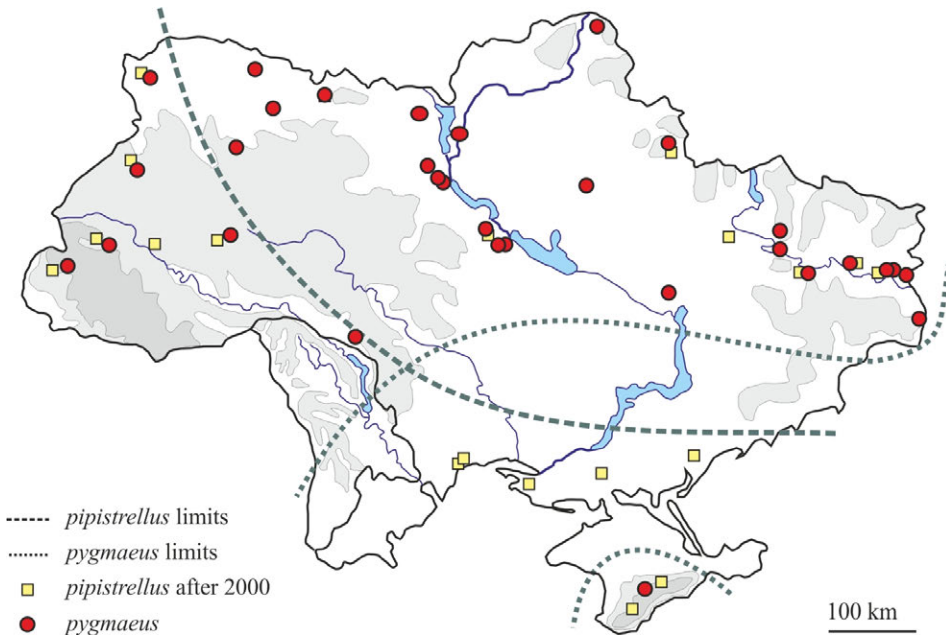 pipistrellus limits
pygmaeus limits
pipistrellus after 2000
pygmaeus
100 km